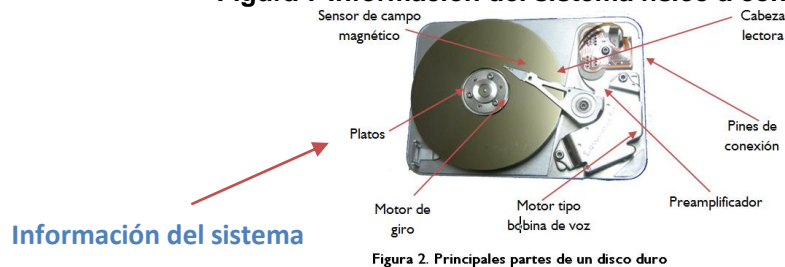 Sensor de campo
magnético
Cabeza
lectora
Platos
Pines de
conexión
Motor de
giro
Motor tipo
bobina de voz
Preamplificador
Información del sistema
Figura 2. Principales partes de un disco duro